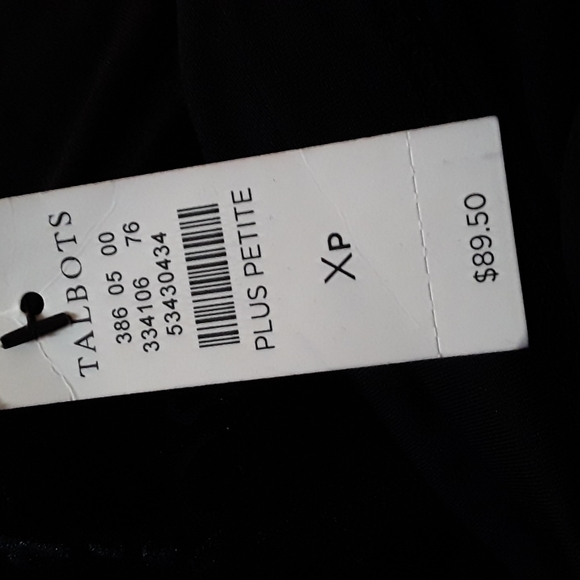 TALBOTS
386 05 00
334106 76
53430434
PLUS PETITE
XP
$89.50